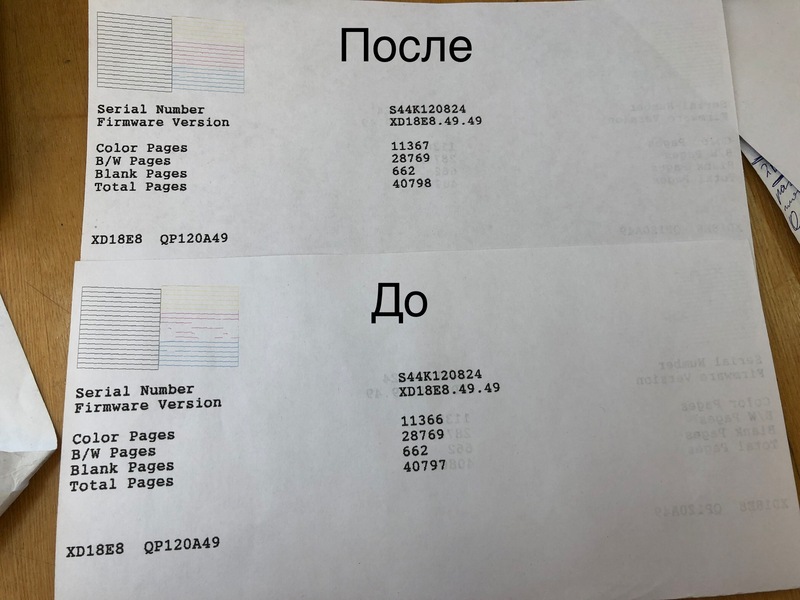 После
Serial Number S44K120824
Firmware Version XD18E8.49.49
Color Pages 11367
B/W Pages 28769
Blank Pages 662
Total Pages 40798
XD18E8 QP120A49
До
Serial Number S44K120824
Firmware Version XD18E8.49.49
Color Pages 11366
B/W Pages 28769
Blank Pages 662
Total Pages 40797
XD18E8 QP120A49